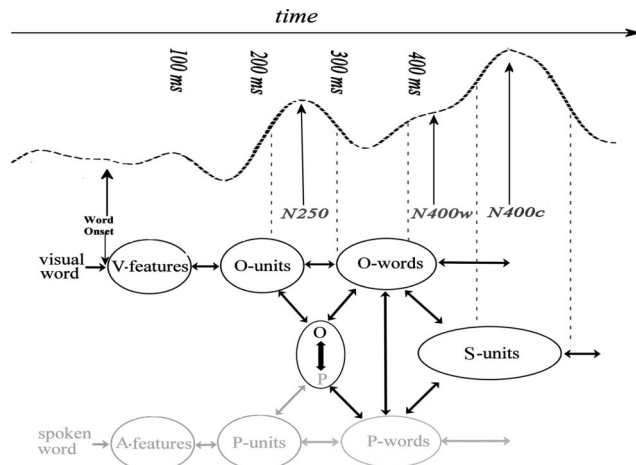 time
100 ms
200 ms
300 ms
400 ms
N250
N400w
N400c
Word
Onset
visual
word
V-features
O-units
O-words
O
P
S-units
spoken
word
A-features
P-units
P-words